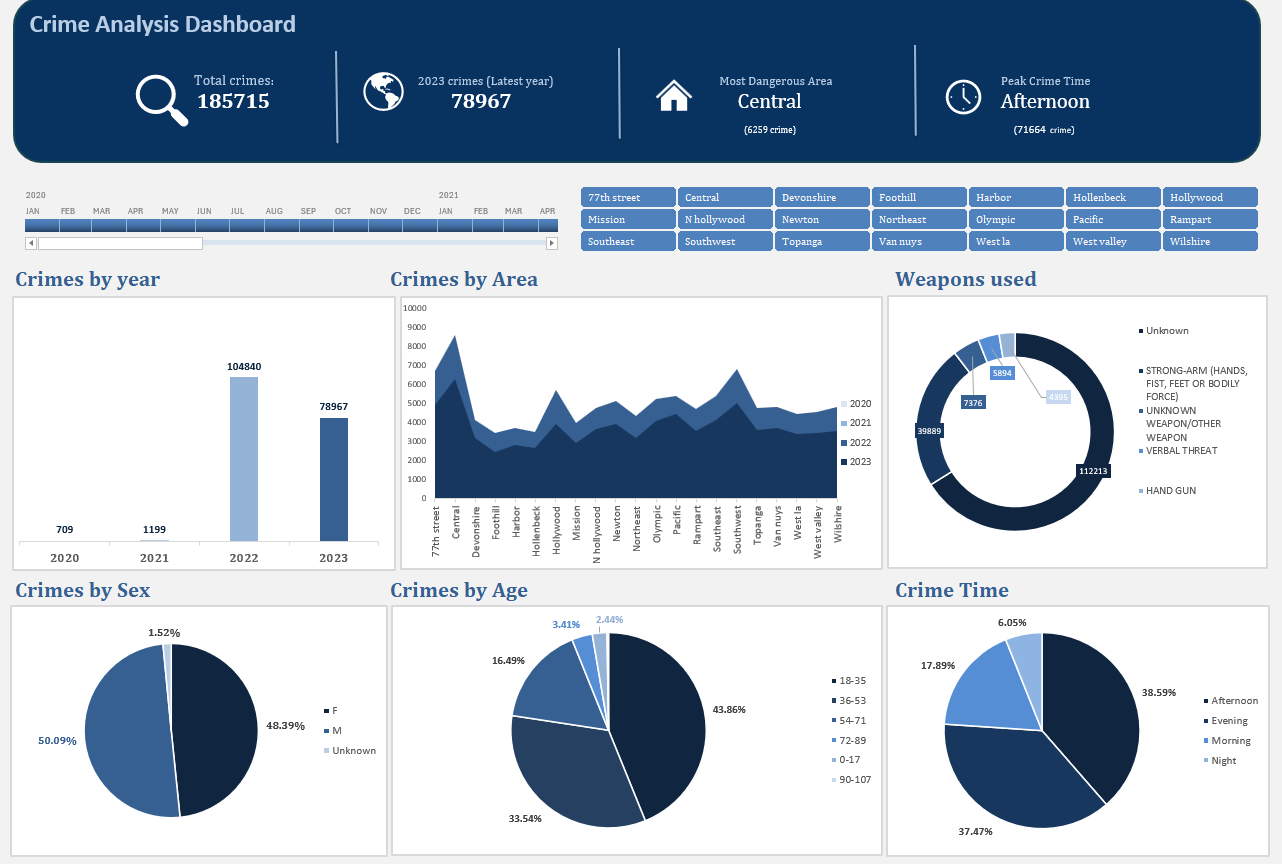 Crime Analysis Dashboard
Total crimes:
185715
2023 crimes (Latest year)
78967
Most Dangerous Area
Central
(6259 crime)
Peak Crime Time
Afternoon
(71664 crime)
2020 2021
JAN FEB MAR APR MAY JUN JUL AUG SEP OCT NOV DEC JAN FEB MAR APR
77th street Central Devonshire Foothill Harbor Hollenbeck Hollywood
Mission N hollywood Newton Northeast Olympic Pacific Rampart
Southeast Southwest Topanga Van nuys West la West valley Wilshire
Crimes by year
709 1199 104840 78967
2020 2021 2022 2023
Crimes by Area
10000
9000
8000
7000
6000
5000
4000
3000
2000
1000
0
77th street
Central
Devonshire
Foothill
Harbor
Hollenbeck
Hollywood
Mission
N hollywood
Newton
Northeast
Olympic
Pacific
Rampart
Southeast
Southwest
Topanga
Van nuys
West la
West valley
Wilshire
2020
2021
2022
2023
Weapons used
5894
7376
4395
39889
112213
Unknown
STRONG-ARM (HANDS,
FIST, FEET OR BODILY
FORCE)
UNKNOWN
WEAPON/OTHER
WEAPON
VERBAL THREAT
HAND GUN
Crimes by Sex
1.52%
48.39%
50.09%
F
M
Unknown
Crimes by Age
2.44%
3.41%
16.49%
43.86%
33.54%
18-35
36-53
54-71
72-89
0-17
90-107
Crime Time
6.05%
17.89%
38.59%
37.47%
Afternoon
Evening
Morning
Night